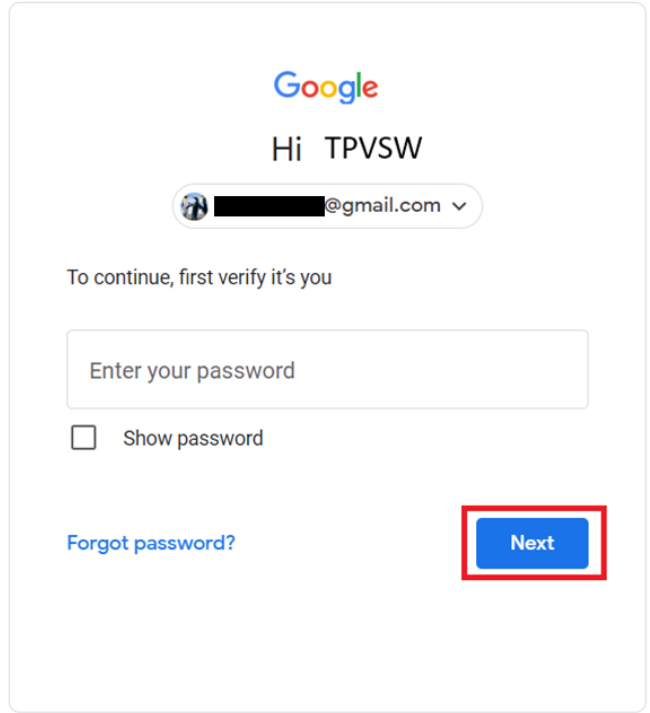 Google
Hi TPVSW
@gmail.com
To continue, first verify it's you
Enter your password
Show password
Forgot password?
Next